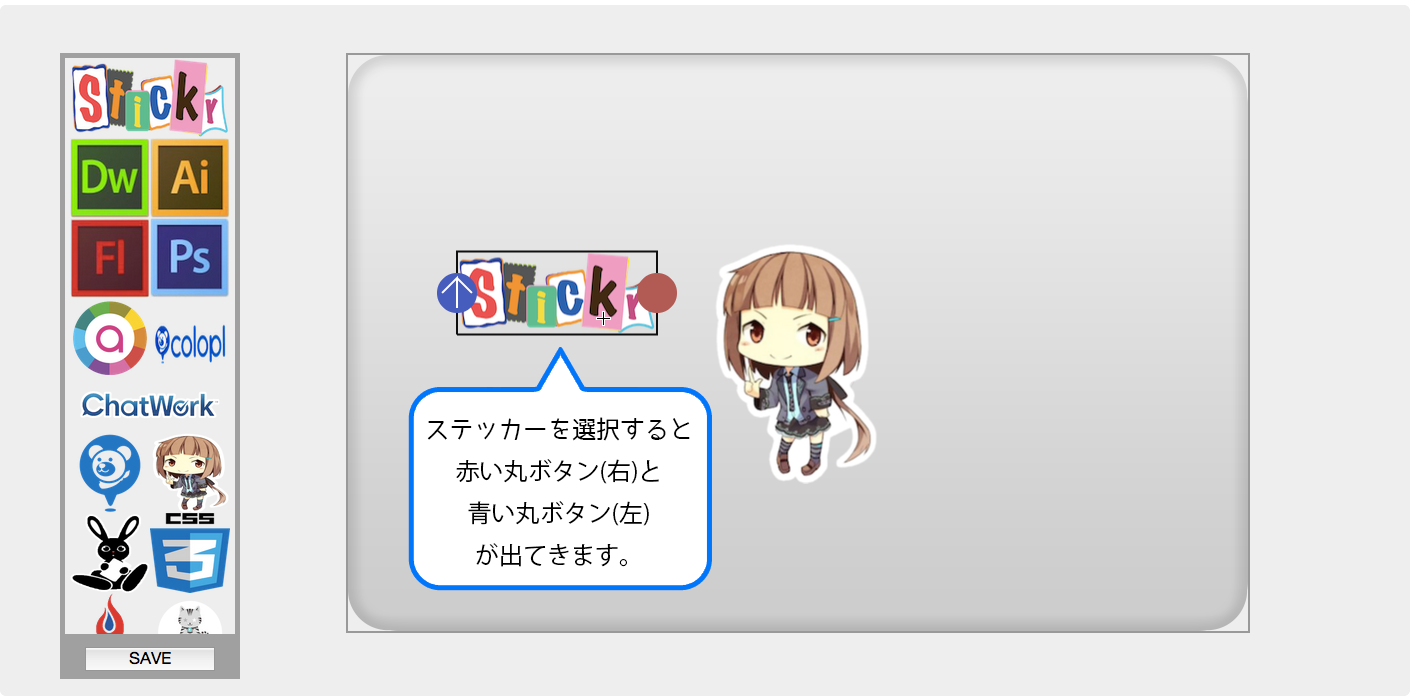 Sticky
Dw Ai
Fl Ps
a colopl
ChatWork
CSS
3
SAVE
Sticky
ステッカーを選択すると
赤い丸ボタン(右)と
青い丸ボタン(左)
が出てきます。